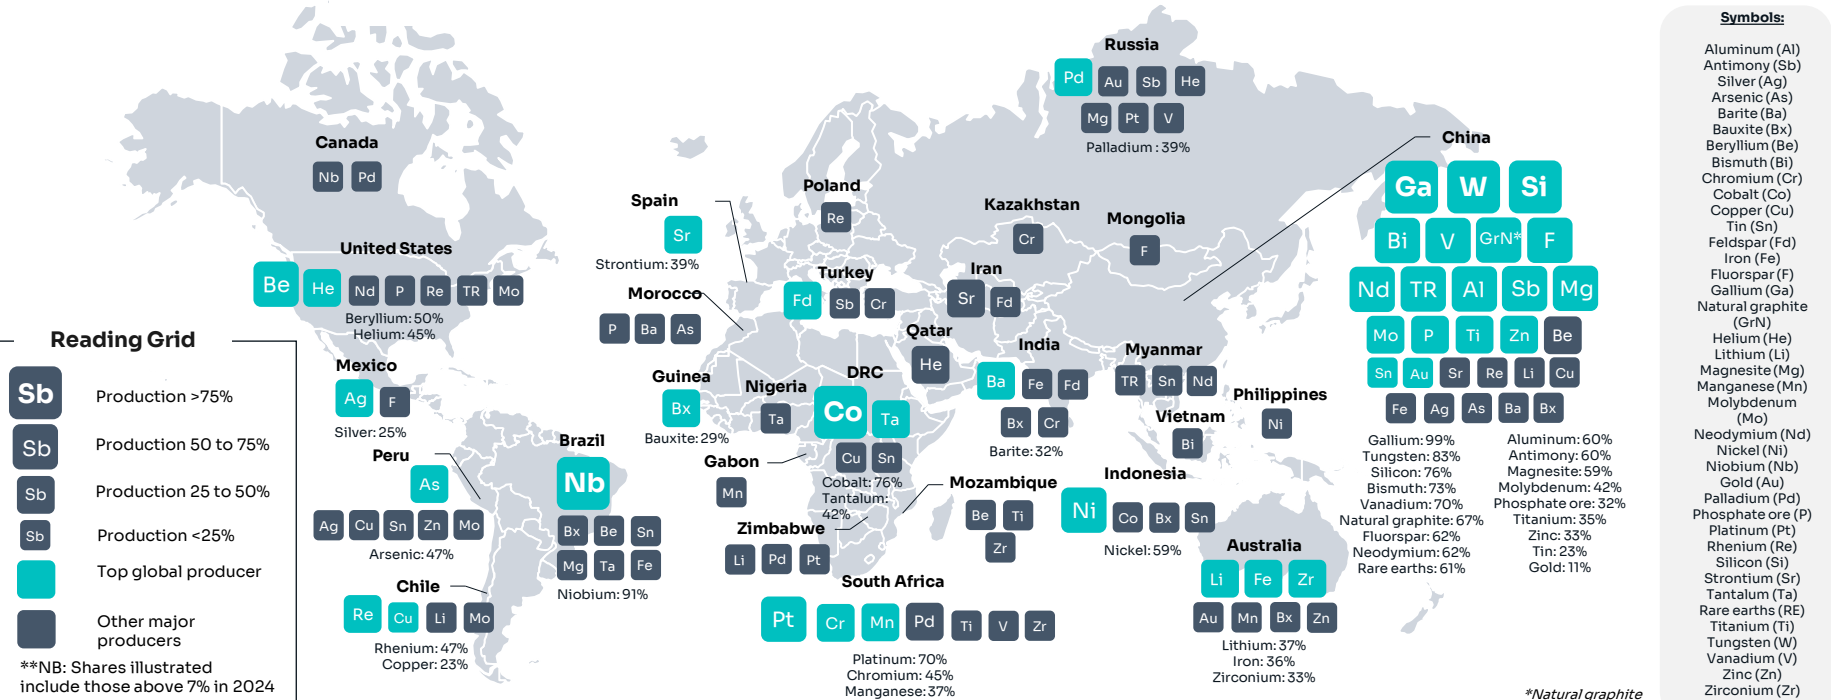 Russia
Pd Au Sb He
Mg Pt V
Palladium : 39%
Canada
Nb Pd
United States
Be He Nd P Re TR Mo
Beryllium: 50%
Helium: 45%
Mexico
Ag F
Silver: 25%
Peru
As
Ag Cu Sn Zn Mo
Arsenic: 47%
Chile
Re Cu Li Mo
Rhenium: 47%
Copper: 23%
Brazil
Nb
Bx Be Sn
Mg Ta Fe
Niobium: 91%
Spain
Sr
Strontium: 39%
Morocco
P Ba As
Poland
Re
Turkey
Fd Sb Cr
Guinea
Bx
Bauxite: 29%
Nigeria
Ta
DRC
Co Ta
Cu Sn
Cobalt: 76%
Tantalum:
42%
Gabon
Mn
Zimbabwe
Li Pd Pt
South Africa
Pt Cr Mn Pd Ti V Zr
Platinum: 70%
Chromium: 45%
Manganese: 37%
Mozambique
Be Ti
Zr
Kazakhstan
Cr
Mongolia
F
Iran
Sr Fd
Qatar
He
India
Ba Fe Fd
Bx Cr
Barite: 32%
Myanmar
TR Sn Nd
Vietnam
Bi
Philippines
Ni
Indonesia
Ni Co Bx Sn
Nickel: 59%
Australia
Li Fe Zr
Au Mn Bx Zn
Lithium: 37%
Iron: 36%
Zirconium: 33%
China
Ga W Si
Bi V GrN* F
Nd TR Al Sb Mg
Mo P Ti Zn Be
Sn Au Sr Re Li Cu
Fe Ag As Ba Bx
Gallium: 99%
Tungsten: 83%
Silicon: 76%
Bismuth: 73%
Vanadium: 70%
Natural graphite: 67%
Fluorspar: 62%
Neodymium: 62%
Rare earths: 61%
Aluminum: 60%
Antimony: 60%
Magnesite: 59%
Molybdenum: 42%
Phosphate ore: 32%
Titanium: 35%
Zinc: 33%
Tin: 23%
Gold: 11%
*Natural graphite
Reading Grid
Sb Production >75%
Sb Production 50 to 75%
Sb Production 25 to 50%
Sb Production <25%
Top global producer
Other major
producers
**NB: Shares illustrated
include those above 7% in 2024
Symbols:
Aluminum (Al)
Antimony (Sb)
Silver (Ag)
Arsenic (As)
Barite (Ba)
Bauxite (Bx)
Beryllium (Be)
Bismuth (Bi)
Chromium (Cr)
Cobalt (Co)
Copper (Cu)
Tin (Sn)
Feldspar (Fd)
Iron (Fe)
Fluorspar (F)
Gallium (Ga)
Natural graphite
(GrN)
Helium (He)
Lithium (Li)
Magnesite (Mg)
Manganese (Mn)
Molybdenum
(Mo)
Neodymium (Nd)
Nickel (Ni)
Niobium (Nb)
Gold (Au)
Palladium (Pd)
Phosphate ore (P)
Platinum (Pt)
Rhenium (Re)
Silicon (Si)
Strontium (Sr)
Tantalum (Ta)
Rare earths (RE)
Titanium (Ti)
Tungsten (W)
Vanadium (V)
Zinc (Zn)
Zirconium (Zr)